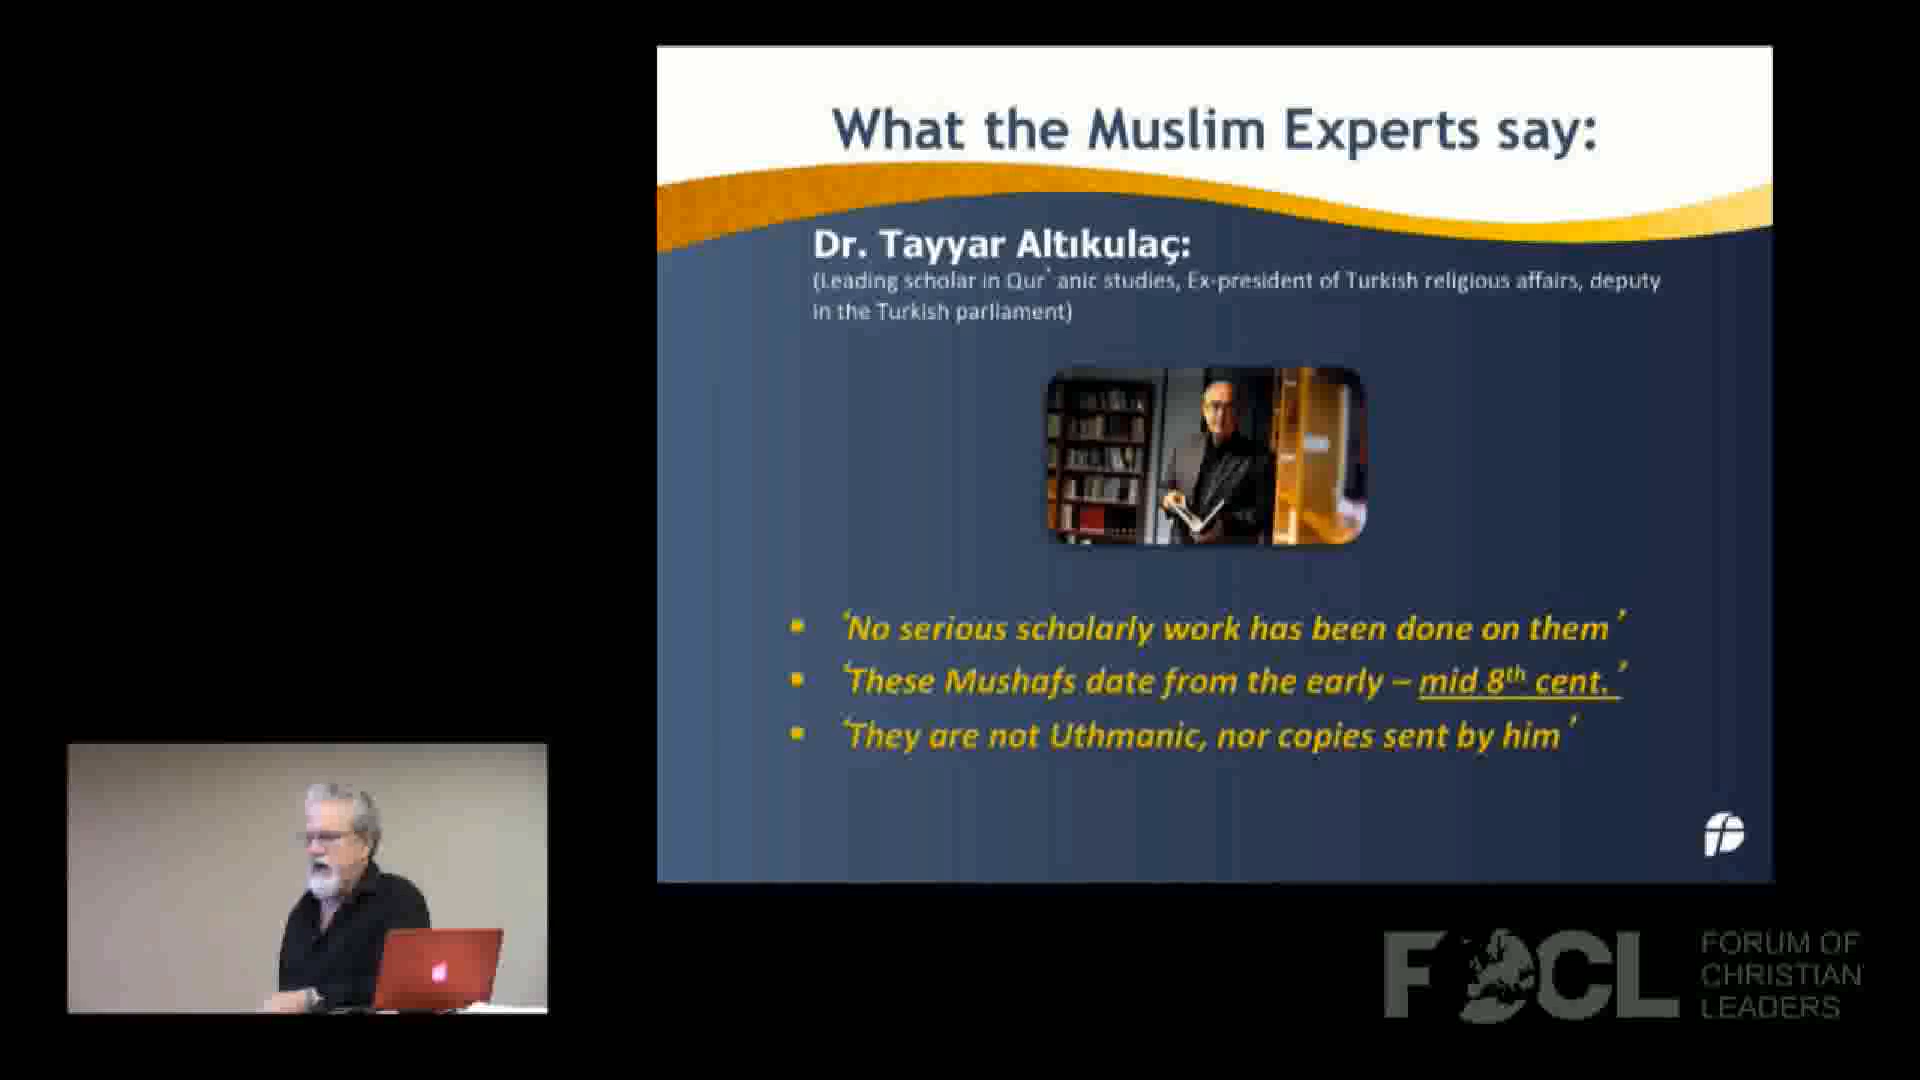 What the Muslim Experts say:
Dr. Tayyar Altıkulaç:
(Leading scholar in Qur`anic studies, Ex-president of Turkish religious affairs, deputy
in the Turkish parliament)
‘No serious scholarly work has been done on them’
‘These Mushafs date from the early – mid 8th cent.’
‘They are not Uthmanic, nor copies sent by him’
FOCL
FORUM OF
CHRISTIAN
LEADERS